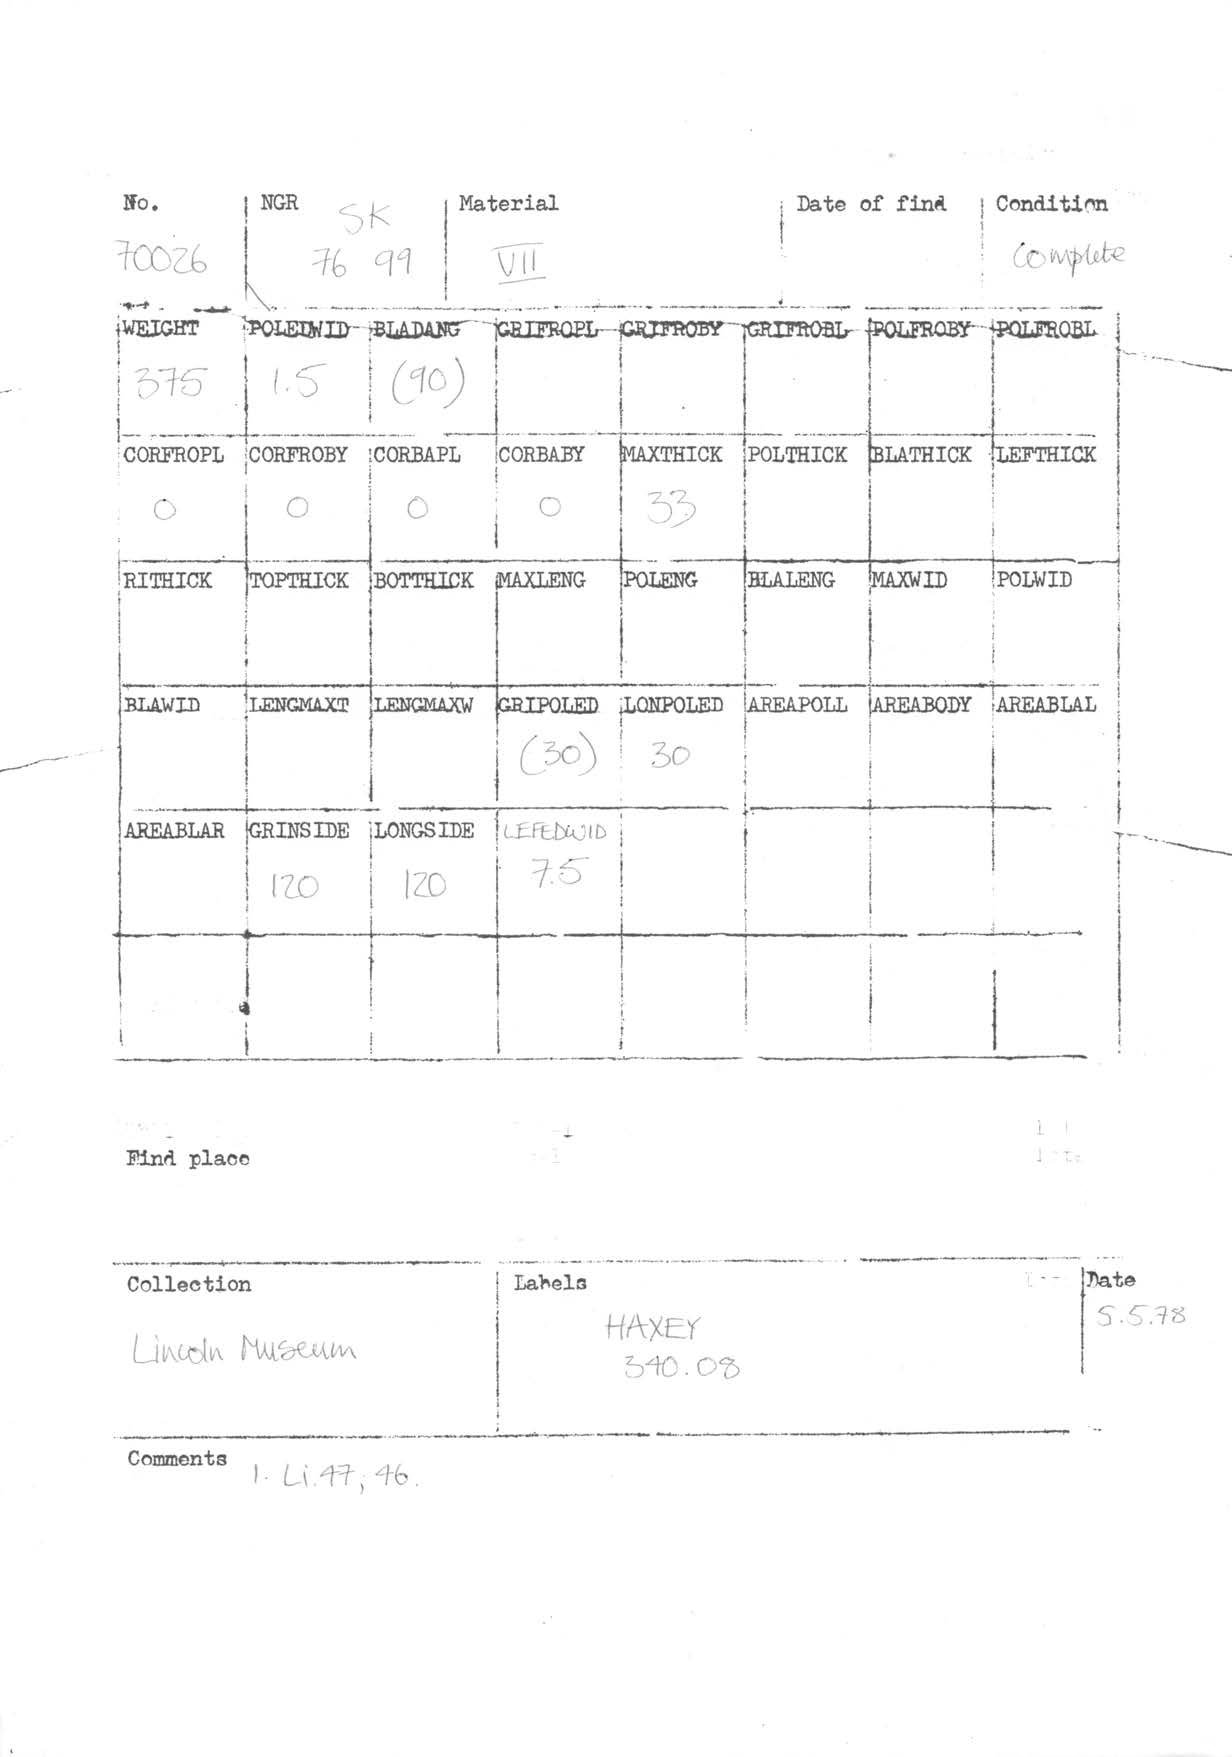 No. NGR Material Date of find Condition
SK
70026 76 99 VII Complete
WEIGHT POLEDWID BLADANG GRIFROPL GRIFROBY GRIFROBL POLFROBY POLFROBL
375 1.5 (90)
CORFROPL CORFROBY CORBAPL CORBABY MAXTHICK POLTHICK BLATHICK LEFTHICK
0 0 0 0 33
RITHICK TOPTHICK BOTTHICK MAXLENG POLENG BLALENG MAXWID POLWID
BLAWID LENGMAXT LENGMAXW GRIPOLED LONPOLED AREAPOLL AREABODY AREABLAL
(30) 30
AREABLAR GRINSIDE LONGSIDE LEFEDWID
120 120 7.5
Find place
Collection Labels Date
Lincoln Museum HAXEY 5.5.78
340.08
Comments 1. Li.47, 46.